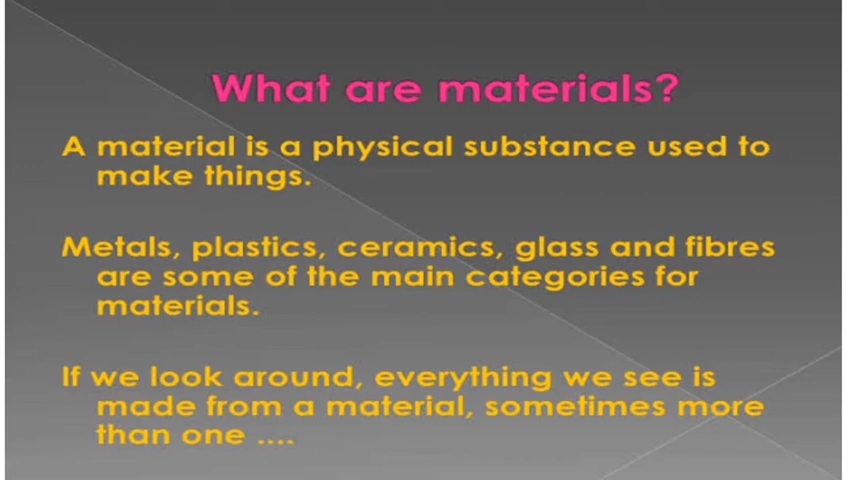 What are materials?
A material is a physical substance used to
make things.
Metals, plastics, ceramics, glass and fibres
are some of the main categories for
materials.
If we look around, everything we see is
made from a material, sometimes more
than one ....